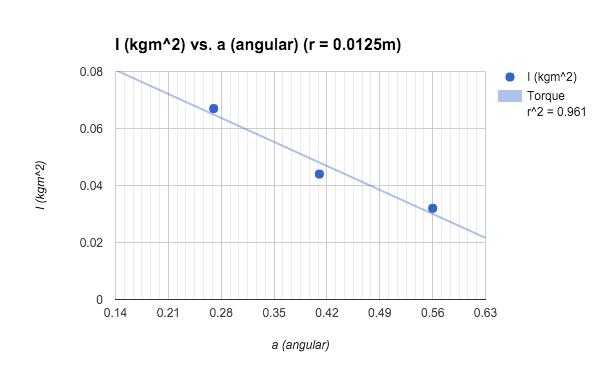 I (kgm^2) vs. a (angular) (r = 0.0125m)
I (kgm^2)
Torque
r^2 = 0.961
0.08
0.06
0.04
0.02
0
I (kgm^2)
0.14 0.21 0.28 0.35 0.42 0.49 0.56 0.63
a (angular)